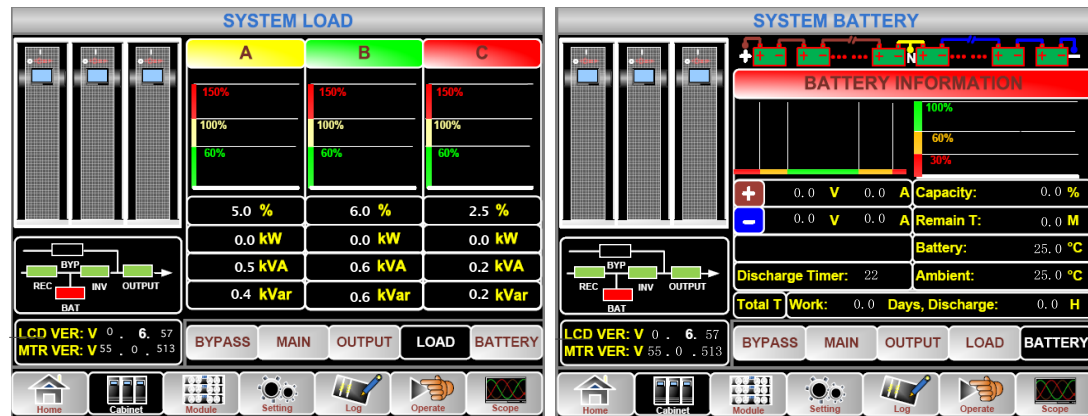 SYSTEM LOAD
A B C
150% 150% 150%
100% 100% 100%
60% 60% 60%
5.0 % 6.0 % 2.5 %
0.0 kW 0.0 kW 0.0 kW
0.5 kVA 0.6 kVA 0.2 kVA
0.4 kVar 0.6 kVar 0.2 kVar
BYP
REC INV OUTPUT
BAT
LCD VER: V 0 . 6. 57
MTR VER: V 55 . 0 . 513
BYPASS MAIN OUTPUT LOAD BATTERY
Home Cabinet Module Setting Log Operate Scope
SYSTEM BATTERY
+ + - + - + - N + - + - + - -
BATTERY INFORMATION
100%
60%
30%
+ 0.0 V 0.0 A Capacity: 0.0 %
- 0.0 V 0.0 A Remain T: 0.0 M
Battery: 25.0 °C
Discharge Timer: 22 Ambient: 25.0 °C
Total T Work: 0.0 Days, Discharge: 0.0 H
BYP
REC INV OUTPUT
BAT
LCD VER: V 0 . 6. 57
MTR VER: V 55 . 0 . 513
BYPASS MAIN OUTPUT LOAD BATTERY
Home Cabinet Module Setting Log Operate Scope